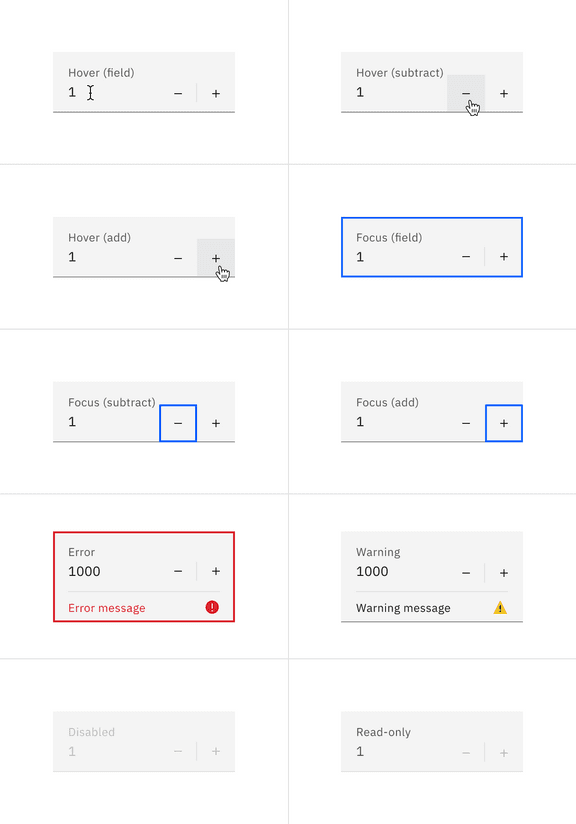 Hover (field)
1
Hover (subtract)
1
Hover (add)
1
Focus (field)
1
Focus (subtract)
1
Focus (add)
1
Error
1000
Error message
Warning
1000
Warning message
Disabled
1
Read-only
1